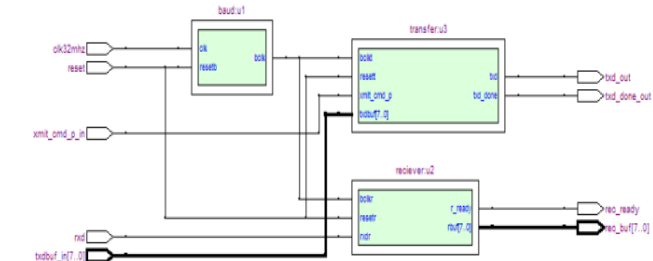 baud:u1
transfer:u3
clk32mhz
clk
bclk
reset
resetb
bclkt
resett
txd
txd_out
xmit_cmd_p
txd_done
txd_done_out
xmit_cmd_p_in
txdbuf[7..0]
reciever:u2
bclkr
r_ready
rec_ready
resetr
rbuf[7..0]
rec_buf[7..0]
rxd
rxdr
txdbuf_in[7..0]